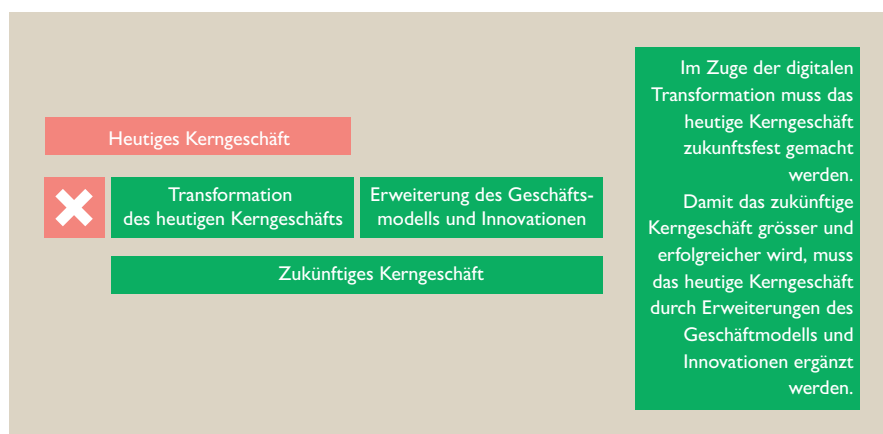 Heutiges Kerngeschäft
Transformation
des heutigen Kerngeschäfts
Erweiterung des Geschäfts-
modells und Innovationen
Zukünftiges Kerngeschäft
Im Zuge der digitalen
Transformation muss das
heutige Kerngeschäft
zukunftsfest gemacht
werden.
Damit das zukünftige
Kerngeschäft grösser und
erfolgreicher wird, muss
das heutige Kerngeschäft
durch Erweiterungen des
Geschäftmodells und
Innovationen ergänzt
werden.